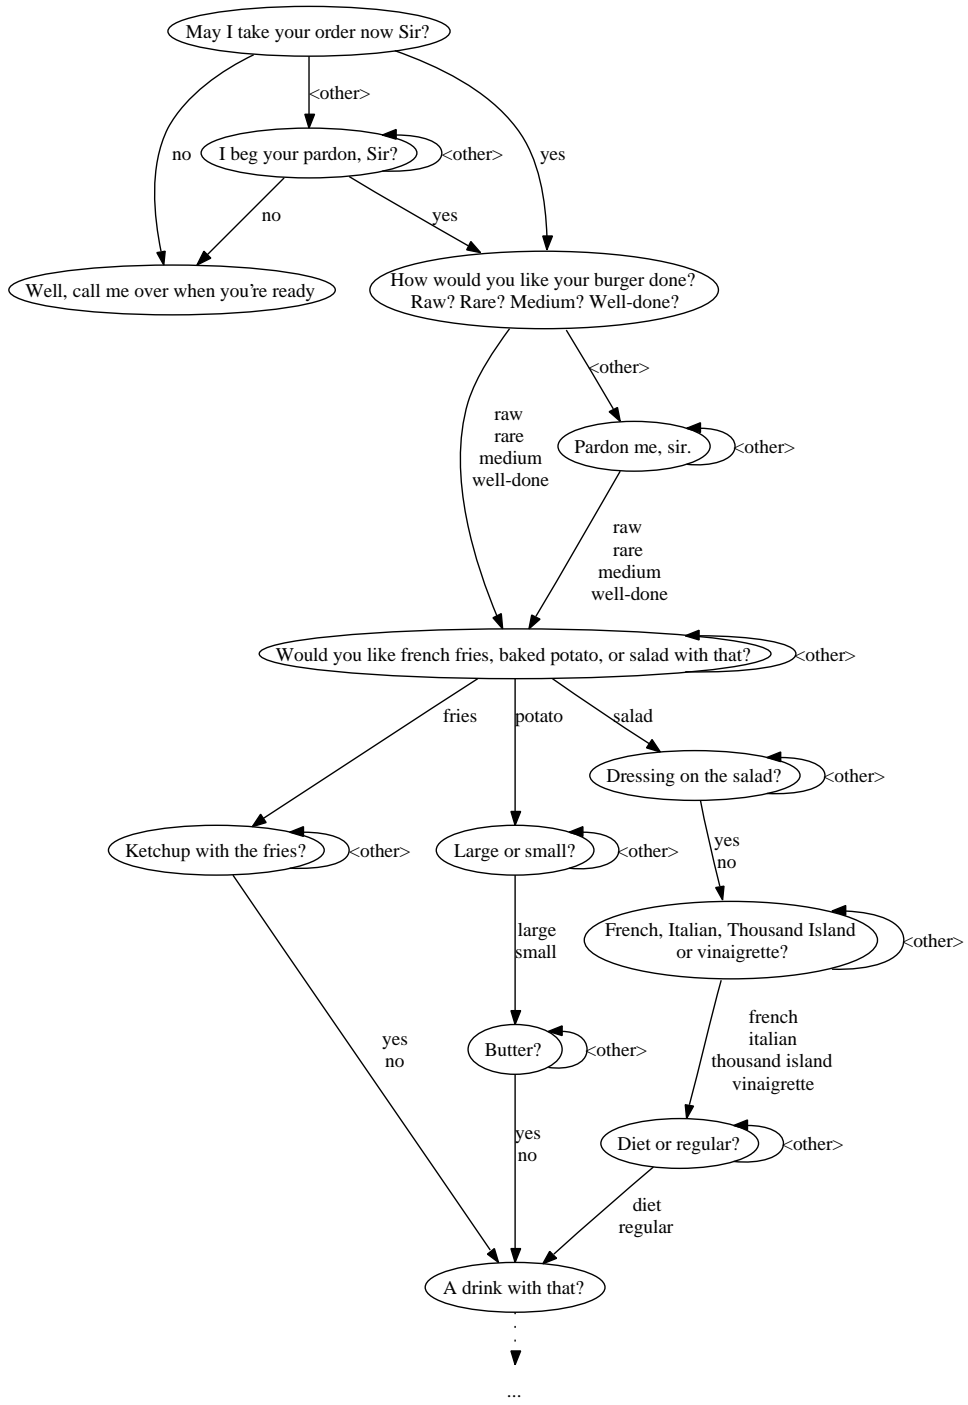 May I take your order now Sir?
<other>
no
I beg your pardon, Sir?
<other>
yes
no
yes
Well, call me over when you're ready
How would you like your burger done?
Raw? Rare? Medium? Well-done?
<other>
raw
rare
medium
well-done
Pardon me, sir.
<other>
raw
rare
medium
well-done
Would you like french fries, baked potato, or salad with that?
<other>
fries
potato
salad
Dressing on the salad?
<other>
Ketchup with the fries?
<other>
Large or small?
<other>
yes
no
large
small
French, Italian, Thousand Island
or vinaigrette?
<other>
french
italian
thousand island
vinaigrette
yes
no
Butter?
<other>
yes
no
Diet or regular?
<other>
diet
regular
A drink with that?
...